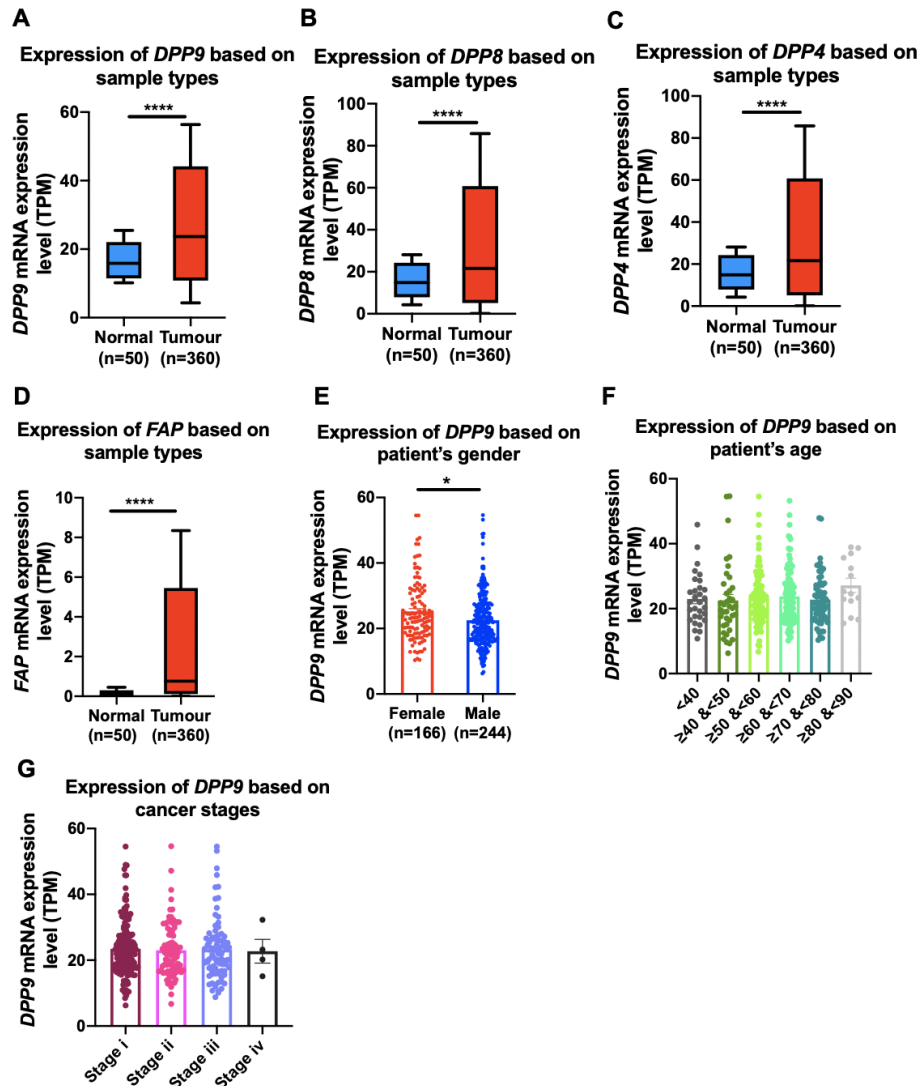 A
Expression of DPP9 based on
sample types
DPP9 mRNA expression
level (TPM)
60
40
20
0
****
Normal
(n=50)
Tumour
(n=360)
B
Expression of DPP8 based on
sample types
DPP8 mRNA expression
level (TPM)
100
80
60
40
20
0
****
Normal
(n=50)
Tumour
(n=360)
C
Expression of DPP4 based on
sample types
DPP4 mRNA expression
level (TPM)
100
80
60
40
20
0
****
Normal
(n=50)
Tumour
(n=360)
D
Expression of FAP based on
sample types
FAP mRNA expression
level (TPM)
10
8
6
4
2
0
****
Normal
(n=50)
Tumour
(n=360)
E
Expression of DPP9 based on
patient’s gender
DPP9 mRNA expression
level (TPM)
60
40
20
0
*
Female
(n=166)
Male
(n=244)
F
Expression of DPP9 based on
patient’s age
DPP9 mRNA expression
level (TPM)
60
40
20
0
<40
≥40 &<50
≥50 &<60
≥60 &<70
≥70 &<80
≥80 &<90
G
Expression of DPP9 based on
cancer stages
DPP9 mRNA expression
level (TPM)
60
40
20
0
Stage i
Stage ii
Stage iii
Stage iv